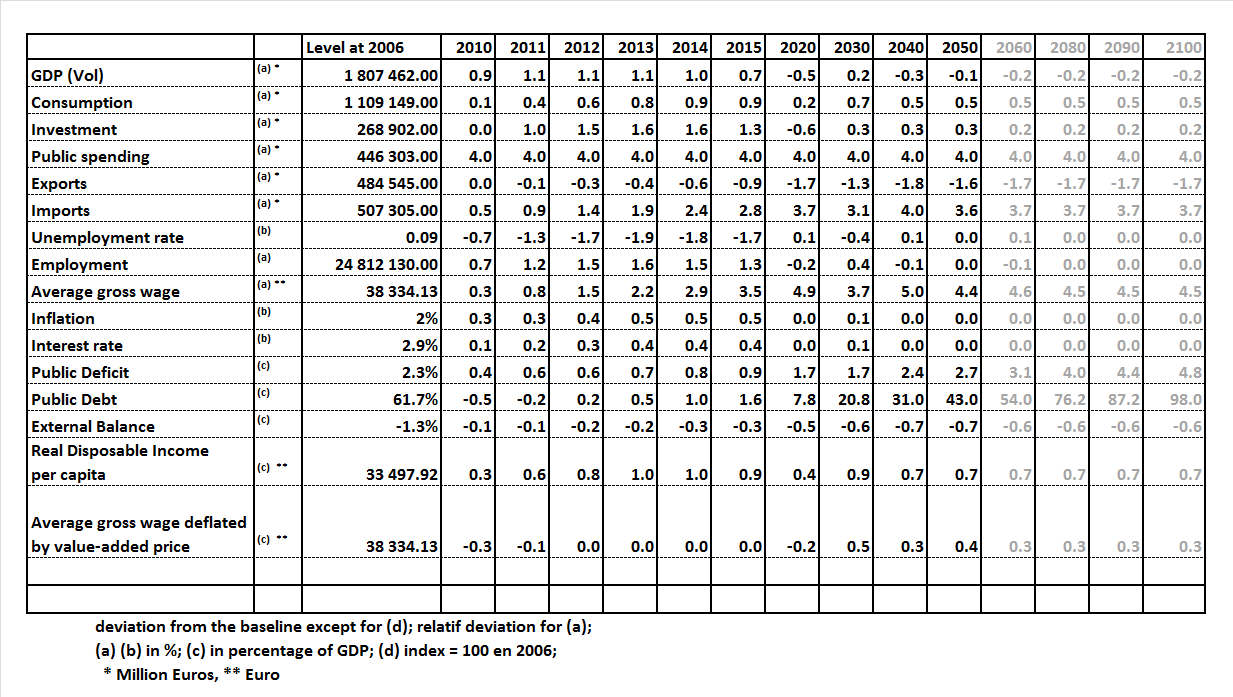 Level at 2006 2010 2011 2012 2013 2014 2015 2020 2030 2040 2050 2060 2080 2090 2100
GDP (Vol) (a) * 1 807 462.00 0.9 1.1 1.1 1.1 1.0 0.7 -0.5 0.2 -0.3 -0.1 -0.2 -0.2 -0.2 -0.2
Consumption (a) * 1 109 149.00 0.1 0.4 0.6 0.8 0.9 0.9 0.2 0.7 0.5 0.5 0.5 0.5 0.5 0.5
Investment (a) * 268 902.00 0.0 1.0 1.5 1.6 1.6 1.3 -0.6 0.3 0.3 0.3 0.2 0.2 0.2 0.2
Public spending (a) * 446 303.00 4.0 4.0 4.0 4.0 4.0 4.0 4.0 4.0 4.0 4.0 4.0 4.0 4.0 4.0
Exports (a) * 484 545.00 0.0 -0.1 -0.3 -0.4 -0.6 -0.9 -1.7 -1.3 -1.8 -1.6 -1.7 -1.7 -1.7 -1.7
Imports (a) * 507 305.00 0.5 0.9 1.4 1.9 2.4 2.8 3.7 3.1 4.0 3.6 3.7 3.7 3.7 3.7
Unemployment rate (b) 0.09 -0.7 -1.3 -1.7 -1.9 -1.8 -1.7 0.1 -0.4 0.1 0.0 0.1 0.0 0.0 0.0
Employment (a) 24 812 130.00 0.7 1.2 1.5 1.6 1.5 1.3 -0.2 0.4 -0.1 0.0 -0.1 0.0 0.0 0.0
Average gross wage (a) ** 38 334.13 0.3 0.8 1.5 2.2 2.9 3.5 4.9 3.7 5.0 4.4 4.6 4.5 4.5 4.5
Inflation (b) 2% 0.3 0.3 0.4 0.5 0.5 0.5 0.0 0.1 0.0 0.0 0.0 0.0 0.0 0.0
Interest rate (b) 2.9% 0.1 0.2 0.3 0.4 0.4 0.4 0.0 0.1 0.0 0.0 0.0 0.0 0.0 0.0
Public Deficit (c) 2.3% 0.4 0.6 0.6 0.7 0.8 0.9 1.7 1.7 2.4 2.7 3.1 4.0 4.4 4.8
Public Debt (c) 61.7% -0.5 -0.2 0.2 0.5 1.0 1.6 7.8 20.8 31.0 43.0 54.0 76.2 87.2 98.0
External Balance (c) -1.3% -0.1 -0.1 -0.2 -0.2 -0.3 -0.3 -0.5 -0.6 -0.7 -0.7 -0.6 -0.6 -0.6 -0.6
Real Disposable Income
per capita (c) ** 33 497.92 0.3 0.6 0.8 1.0 1.0 0.9 0.4 0.9 0.7 0.7 0.7 0.7 0.7 0.7
Average gross wage deflated
by value-added price (c) ** 38 334.13 -0.3 -0.1 0.0 0.0 0.0 0.0 -0.2 0.5 0.3 0.4 0.3 0.3 0.3 0.3
deviation from the baseline except for (d); relatif deviation for (a);
(a) (b) in %; (c) in percentage of GDP; (d) index = 100 en 2006;
* Million Euros, ** Euro